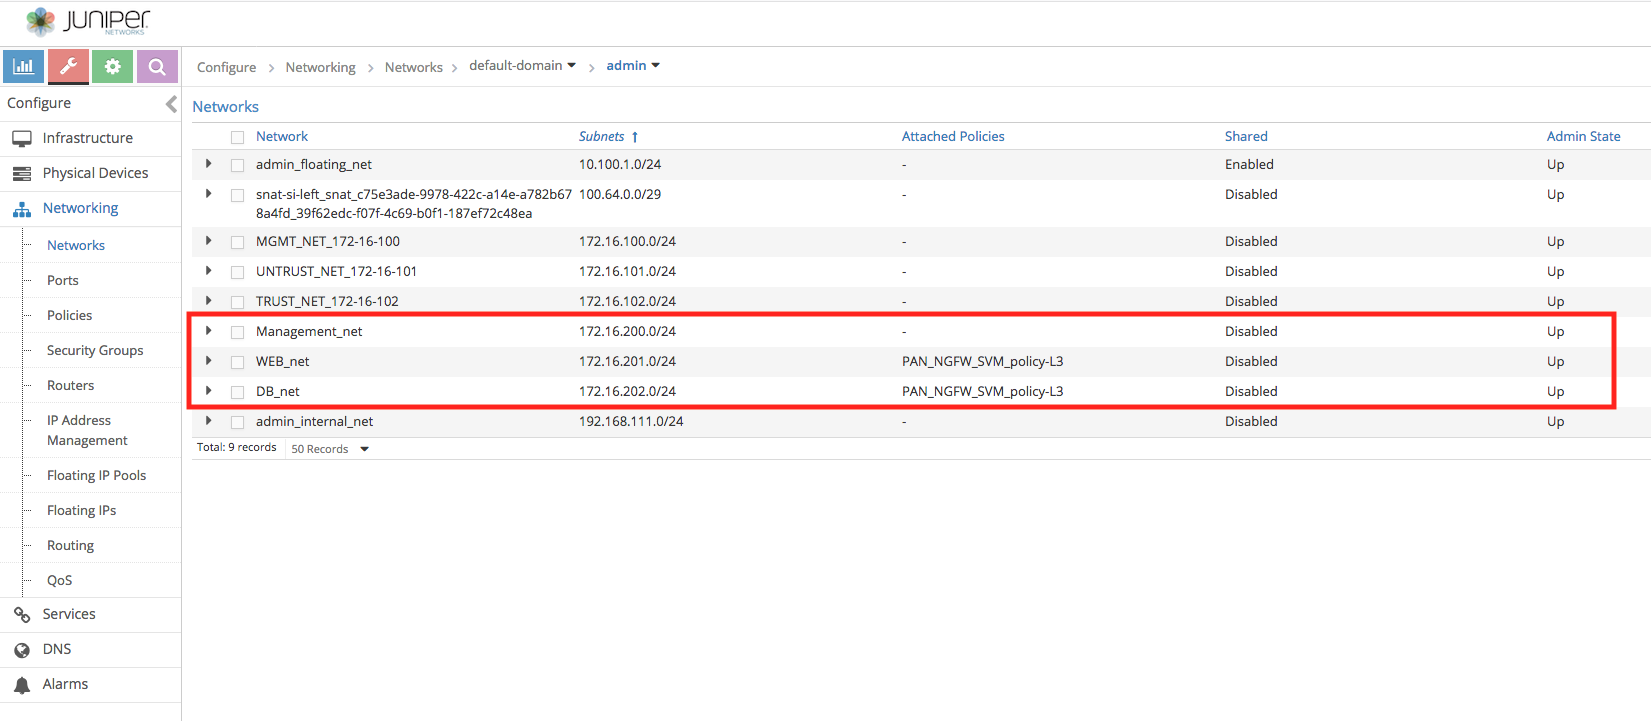 JUNIPER
NETWORKS
Configure > Networking > Networks > default-domain > admin
Configure
Infrastructure
Physical Devices
Networking
Networks
Ports
Policies
Security Groups
Routers
IP Address
Management
Floating IP Pools
Floating IPs
Routing
QoS
Services
DNS
Alarms
Networks
Network Subnets ↑ Attached Policies Shared Admin State
admin_floating_net 10.100.1.0/24 - Enabled Up
snat-si-left_snat_c75e3ade-9978-422c-a14e-a782b67 100.64.0.0/29 - Disabled Up
8a4fd_39f62edc-f07f-4c69-b0f1-187ef72c48ea
MGMT_NET_172-16-100 172.16.100.0/24 - Disabled Up
UNTRUST_NET_172-16-101 172.16.101.0/24 - Disabled Up
TRUST_NET_172-16-102 172.16.102.0/24 - Disabled Up
Management_net 172.16.200.0/24 - Disabled Up
WEB_net 172.16.201.0/24 PAN_NGFW_SVM_policy-L3 Disabled Up
DB_net 172.16.202.0/24 PAN_NGFW_SVM_policy-L3 Disabled Up
admin_internal_net 192.168.111.0/24 - Disabled Up
Total: 9 records 50 Records